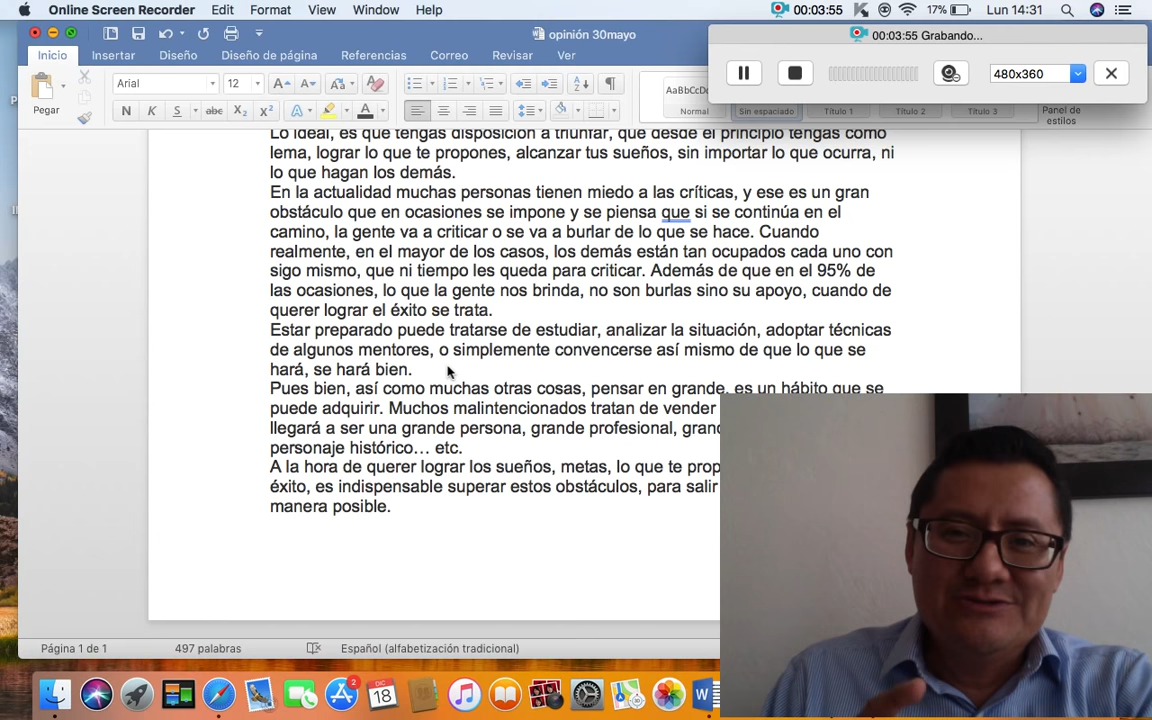 Online Screen Recorder Edit Format View Window Help 00:03:55 17% Lun 14:31
opinión 30mayo
00:03:55 Grabando...
480x360
Inicio Insertar Diseño Diseño de página Referencias Correo Revisar Ver
Pegar
Arial 12
N K S abc X₂ X²
AaBbCcDc
Normal Sin espaciado Título 1 Título 2 Título 3
Panel de
estilos
Lo ideal, es que tengas disposición a triunfar, que desde el principio tengas como
lema, lograr lo que te propones, alcanzar tus sueños, sin importar lo que ocurra, ni
lo que hagan los demás.
En la actualidad muchas personas tienen miedo a las críticas, y ese es un gran
obstáculo que en ocasiones se impone y se piensa que si se continúa en el
camino, la gente va a criticar o se va a burlar de lo que se hace. Cuando
realmente, en el mayor de los casos, los demás están tan ocupados cada uno con
sigo mismo, que ni tiempo les queda para criticar. Además de que en el 95% de
las ocasiones, lo que la gente nos brinda, no son burlas sino su apoyo, cuando de
querer lograr el éxito se trata.
Estar preparado puede tratarse de estudiar, analizar la situación, adoptar técnicas
de algunos mentores, o simplemente convencerse así mismo de que lo que se
hará, se hará bien.
Pues bien, así como muchas otras cosas, pensar en grande, es un hábito que se
puede adquirir. Muchos malintencionados tratan de vender
llegará a ser una grande persona, grande profesional,
personaje histórico… etc.
A la hora de querer lograr los sueños, metas, lo que te
éxito, es indispensable superar estos obstáculos, para salir
manera posible.
Página 1 de 1 497 palabras Español (alfabetización tradicional)
2
DIC
18